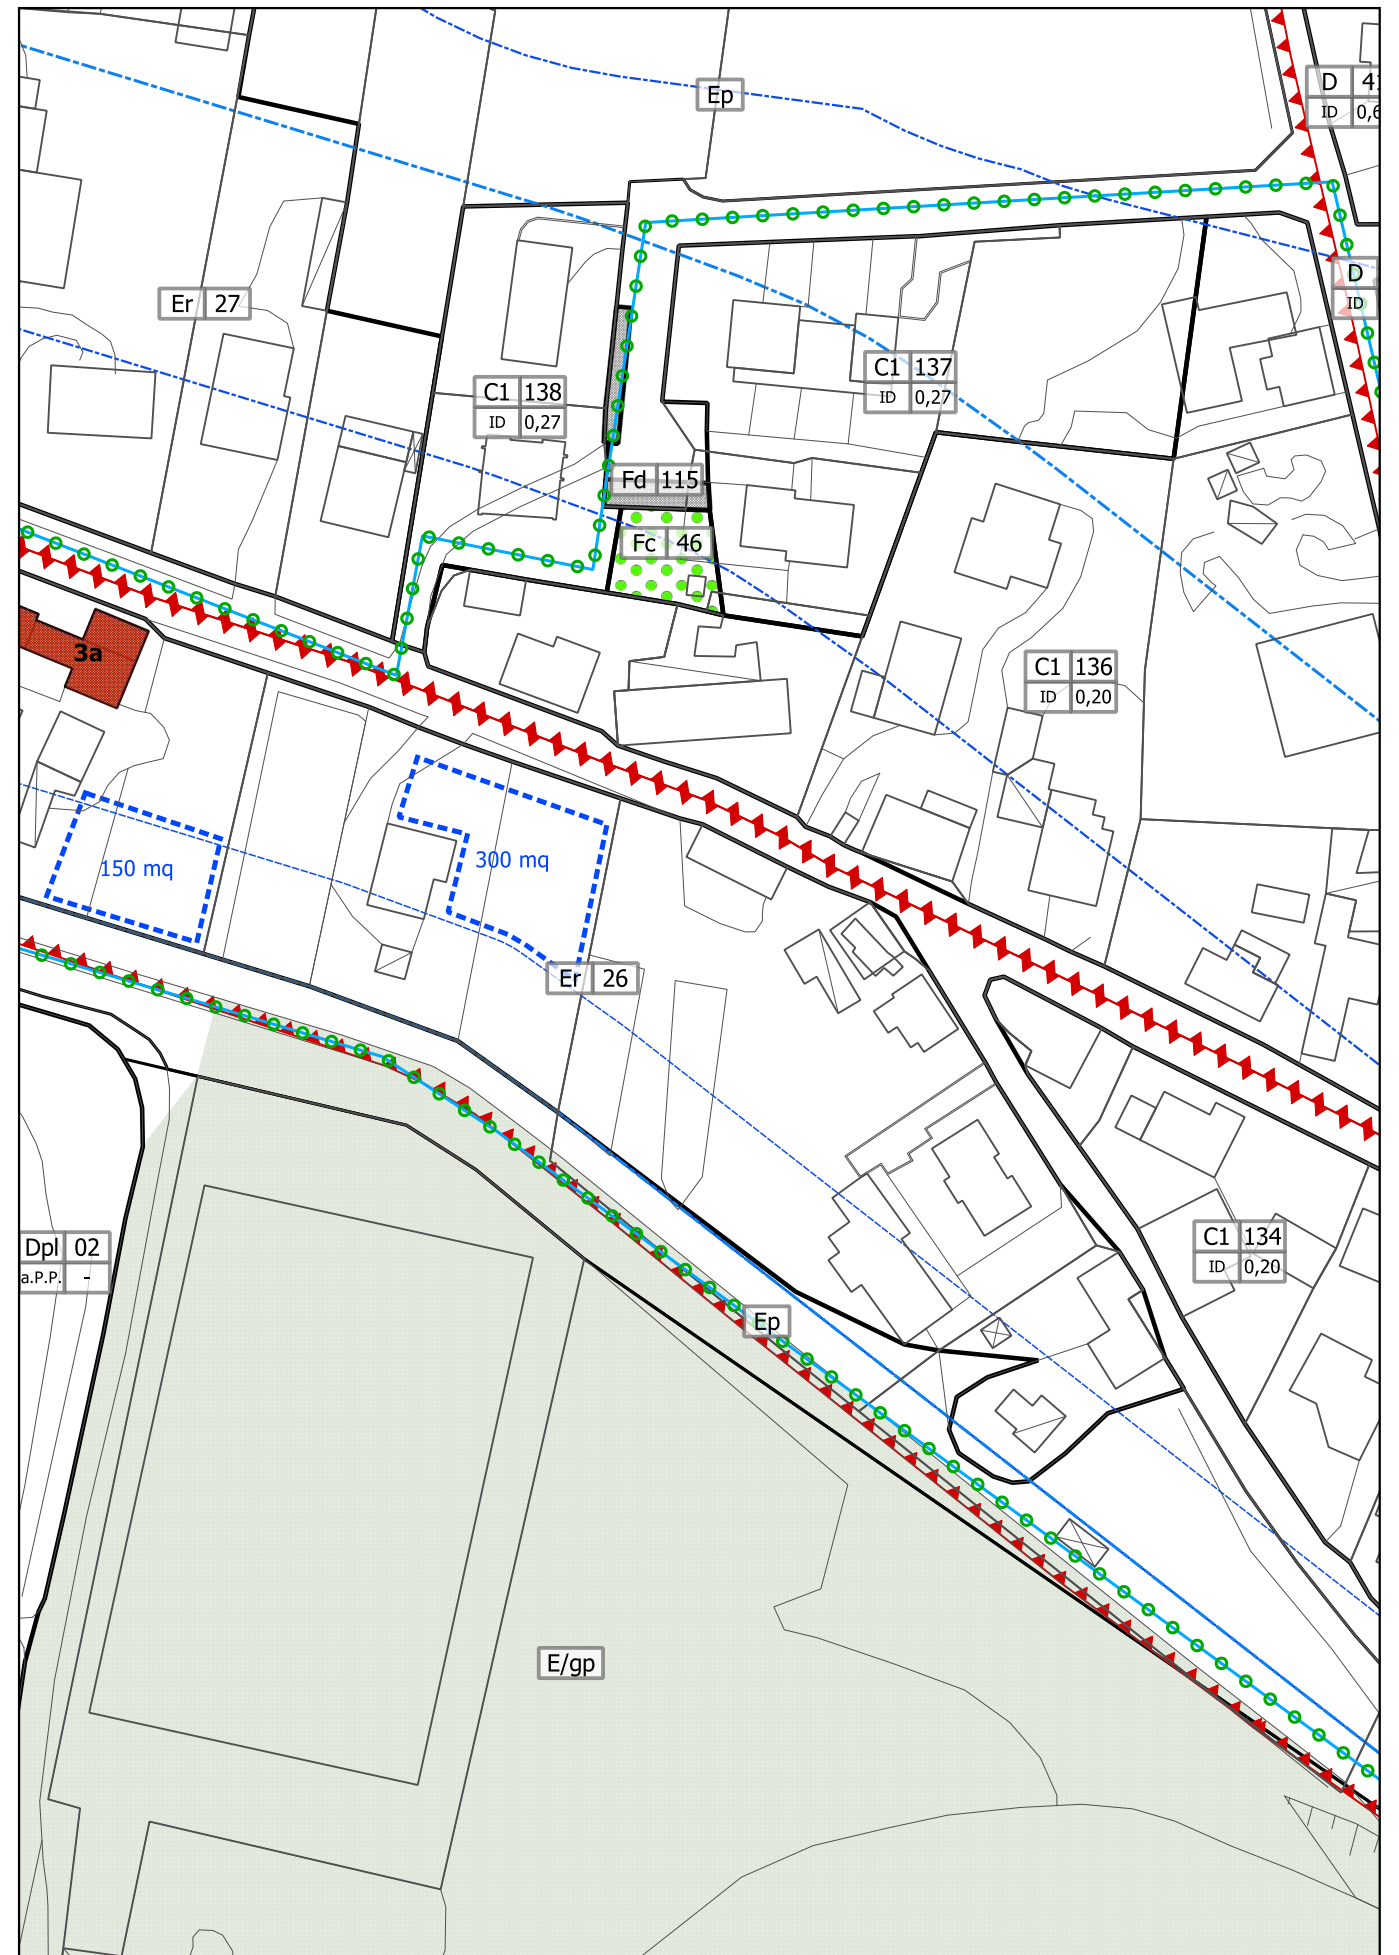 Ep
D
ID
Er 27
D
ID
C1 137
ID 0,27
C1 138
ID 0,27
Fd 115
Fc 46
3a
C1 136
ID 0,20
300 mq
150 mq
Er 26
C1 134
ID 0,20
Dpl 02
a.P.P. -
Ep
E/gp